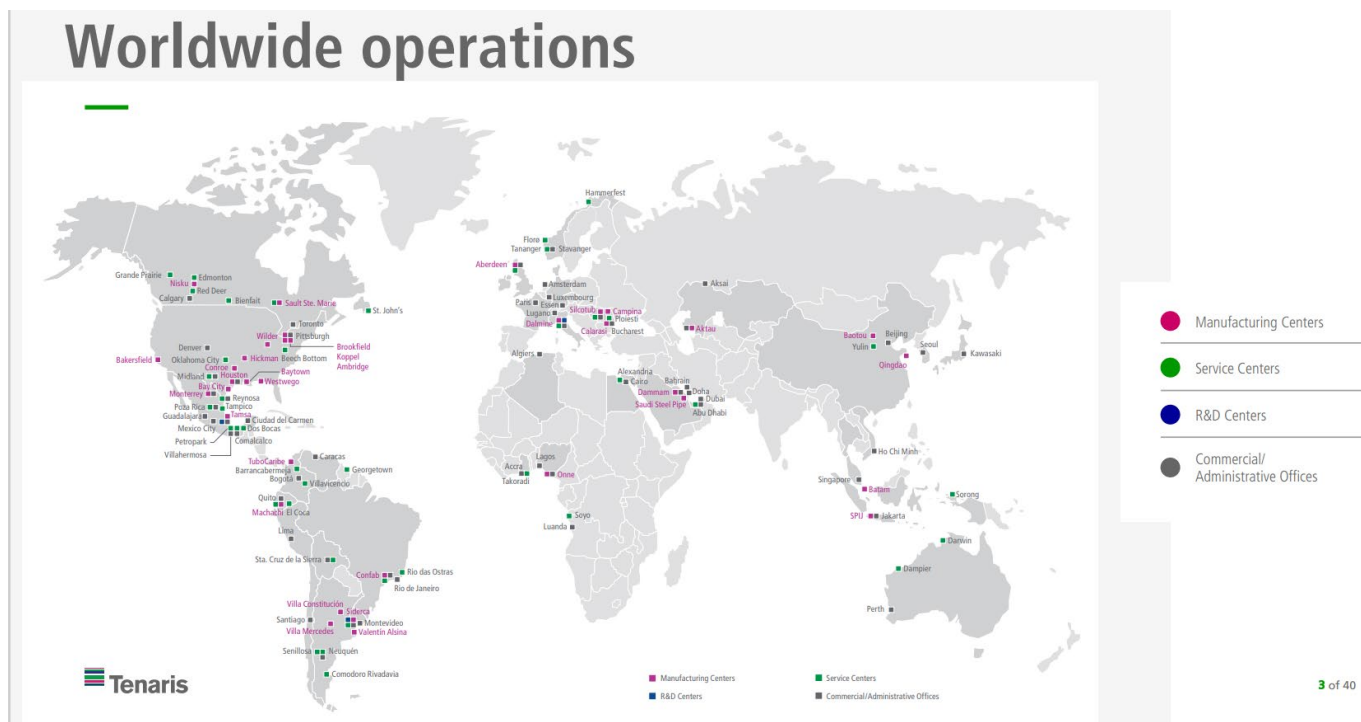 Worldwide operations
Hammerfest
Florø
Tananger
Stavanger
Aberdeen
Grande Prairie
Edmonton
Nisku
Red Deer
Calgary
Bienfait
Sault Ste. Marie
St. John's
Amsterdam
Luxembourg
Paris
Essen
Lugano
Silcotub
Campina
Ploiesti
Dalmine
Calarasi
Bucharest
Aksai
Aktau
Toronto
Wilder
Pittsburgh
Denver
Brookfield
Koppel
Ambridge
Bakersfield
Oklahoma City
Hickman
Beech Bottom
Conroe
Baytown
Midland
Houston
Bay City
Westwego
Monterrey
Reynosa
Poza Rica
Tampico
Guadalajara
Tamsa
Mexico City
Ciudad del Carmen
Dos Bocas
Petropark
Comalcalco
Villahermosa
Algiers
Alexandria
Cairo
Bahrain
Dammam
Doha
Dubai
Saudi Steel Pipe
Abu Dhabi
Baotou
Beijing
Yulin
Seoul
Kawasaki
Qingdao
Caracas
TuboCaribe
Barrancabermeja
Georgetown
Bogotá
Villavicencio
Quito
Machachi
El Coca
Lima
Accra
Lagos
Takoradi
Onne
Soyo
Luanda
Ho Chi Minh
Singapore
Batam
Sorong
SPIJ
Jakarta
Darwin
Dampier
Perth
Sta. Cruz de la Sierra
Confab
Rio das Ostras
Rio de Janeiro
Villa Constitución
Siderca
Santiago
Montevideo
Villa Mercedes
Valentín Alsina
Senillosa
Neuquén
Comodoro Rivadavia
Tenaris
Manufacturing Centers
Service Centers
R&D Centers
Commercial/Administrative Offices
Manufacturing Centers
Service Centers
R&D Centers
Commercial/
Administrative Offices
3 of 40